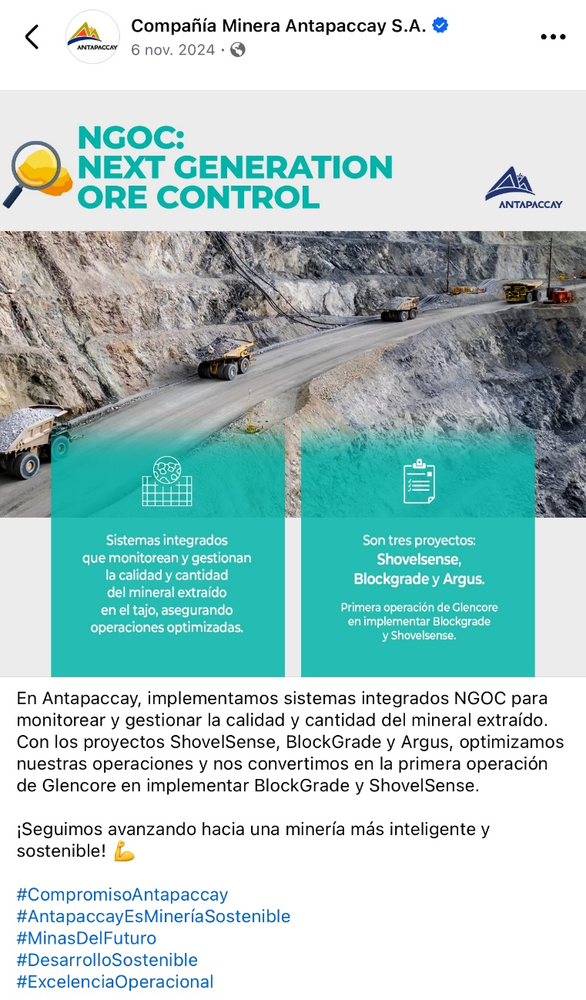 Compañía Minera Antapaccay S.A.
6 nov. 2024 ·
ANTAPACCAY
NGOC:
NEXT GENERATION
ORE CONTROL
ANTAPACCAY
Sistemas integrados
que monitorean y gestionan
la calidad y cantidad
del mineral extraído
en el tajo, asegurando
operaciones optimizadas.
Son tres proyectos:
Shovelsense,
Blockgrade y Argus.
Primera operación de Glencore
en implementar Blockgrade
y Shovelsense.
En Antapaccay, implementamos sistemas integrados NGOC para
monitorear y gestionar la calidad y cantidad del mineral extraído.
Con los proyectos ShovelSense, BlockGrade y Argus, optimizamos
nuestras operaciones y nos convertimos en la primera operación
de Glencore en implementar BlockGrade y ShovelSense.
¡Seguimos avanzando hacia una minería más inteligente y
sostenible! 💪
#CompromisoAntapaccay
#AntapaccayEsMineríaSostenible
#MinasDelFuturo
#DesarrolloSostenible
#ExcelenciaOperacional